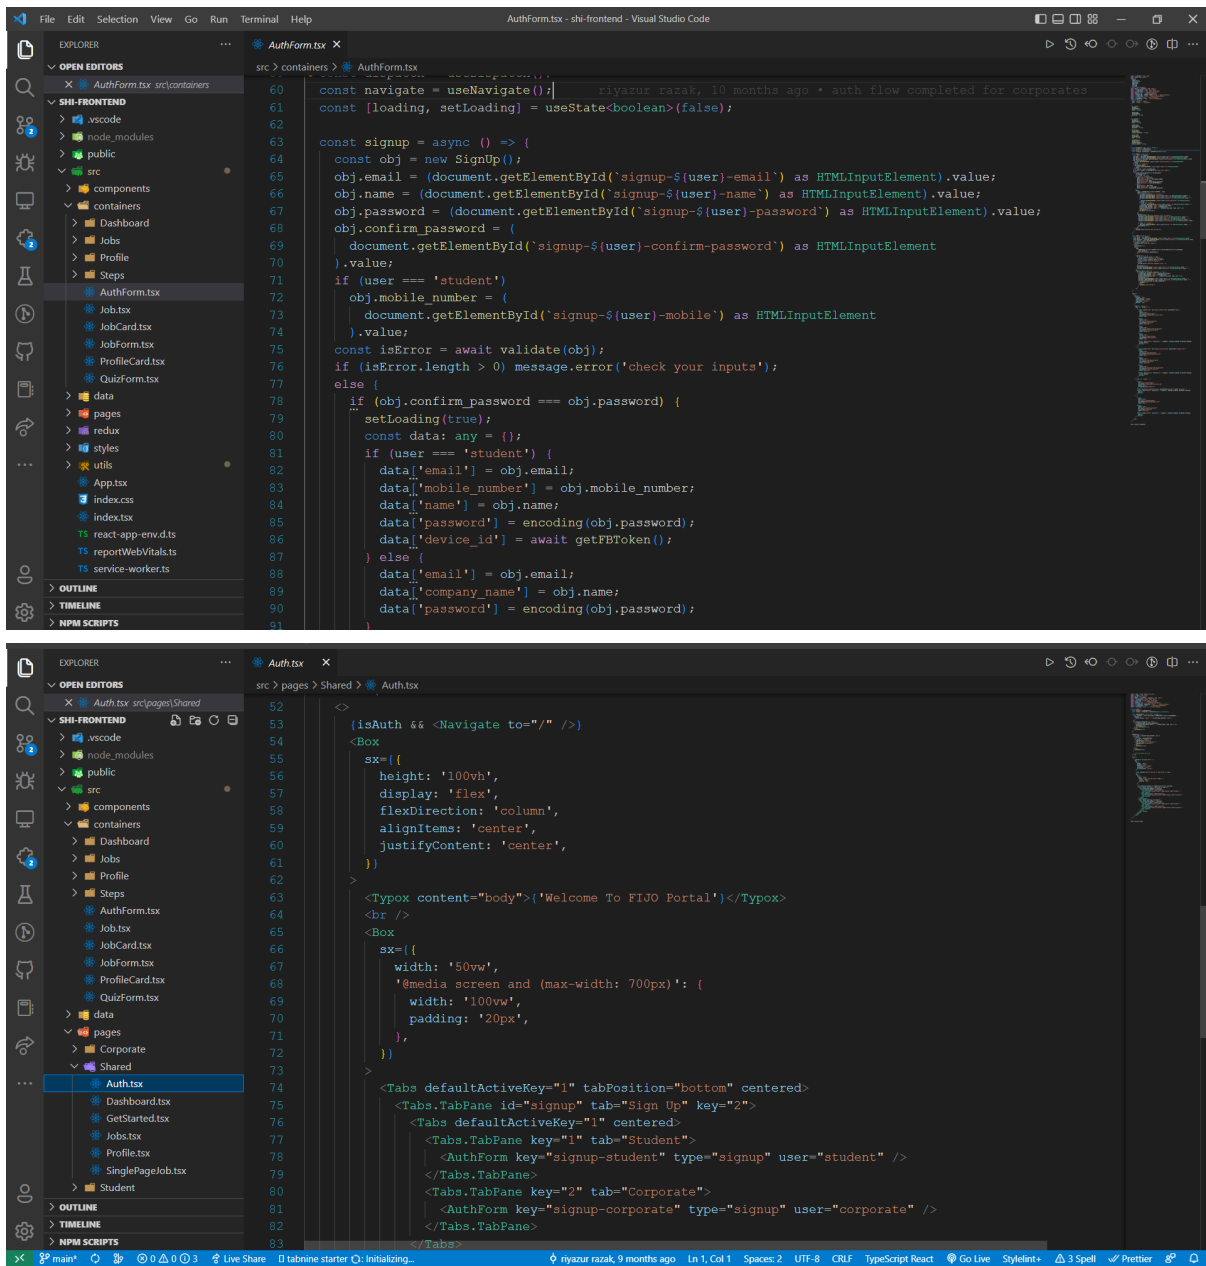 File Edit Selection View Go Run Terminal Help AuthForm.tsx - shi-frontend - Visual Studio Code
EXPLORER
OPEN EDITORS
AuthForm.tsx src\containers
SHI-FRONTEND
.vscode
node_modules
public
src
components
containers
Dashboard
Jobs
Profile
Steps
AuthForm.tsx
Job.tsx
JobCard.tsx
JobForm.tsx
ProfileCard.tsx
QuizForm.tsx
data
pages
redux
styles
utils
App.tsx
index.css
index.tsx
TS react-app-env.d.ts
TS reportWebVitals.ts
TS service-worker.ts
OUTLINE
TIMELINE
NPM SCRIPTS
AuthForm.tsx
src > containers > AuthForm.tsx
60 const navigate = useNavigate(); riyazur razak, 10 months ago • auth flow completed for corporates
61 const [loading, setLoading] = useState<boolean>(false);
62
63 const signup = async () => {
64 const obj = new SignUp();
65 obj.email = (document.getElementById(`signup-${user}-email`) as HTMLInputElement).value;
66 obj.name = (document.getElementById(`signup-${user}-name`) as HTMLInputElement).value;
67 obj.password = (document.getElementById(`signup-${user}-password`) as HTMLInputElement).value;
68 obj.confirm_password = (
69 document.getElementById(`signup-${user}-confirm-password`) as HTMLInputElement
70 ).value;
71 if (user === 'student')
72 obj.mobile_number = (
73 document.getElementById(`signup-${user}-mobile`) as HTMLInputElement
74 ).value;
75 const isError = await validate(obj);
76 if (isError.length > 0) message.error('check your inputs');
77 else {
78 if (obj.confirm_password === obj.password) {
79 setLoading(true);
80 const data: any = {};
81 if (user === 'student') {
82 data['email'] = obj.email;
83 data['mobile_number'] = obj.mobile_number;
84 data['name'] = obj.name;
85 data['password'] = encoding(obj.password);
86 data['device_id'] = await getFBToken();
87 } else {
88 data['email'] = obj.email;
89 data['company_name'] = obj.name;
90 data['password'] = encoding(obj.password);
91 }
EXPLORER
OPEN EDITORS
Auth.tsx src\pages\Shared
SHI-FRONTEND
.vscode
node_modules
public
src
components
containers
Dashboard
Jobs
Profile
Steps
AuthForm.tsx
Job.tsx
JobCard.tsx
JobForm.tsx
ProfileCard.tsx
QuizForm.tsx
data
pages
Corporate
Shared
Auth.tsx
Dashboard.tsx
GetStarted.tsx
Jobs.tsx
Profile.tsx
SinglePageJob.tsx
Student
OUTLINE
TIMELINE
NPM SCRIPTS
Auth.tsx
src > pages > Shared > Auth.tsx
52 <>
53 {isAuth && <Navigate to="/" />}
54 <Box
55 sx={{
56 height: '100vh',
57 display: 'flex',
58 flexDirection: 'column',
59 alignItems: 'center',
60 justifyContent: 'center',
61 }}
62 >
63 <Typox content="body">{'Welcome To FIJO Portal'}</Typox>
64 <br />
65 <Box
66 sx={{
67 width: '50vw',
68 '@media screen and (max-width: 700px)': {
69 width: '100vw',
70 padding: '20px',
71 },
72 }}
73 >
74 <Tabs defaultActiveKey="1" tabPosition="bottom" centered>
75 <Tabs.TabPane id="signup" tab="Sign Up" key="2">
76 <Tabs defaultActiveKey="1" centered>
77 <Tabs.TabPane key="1" tab="Student">
78 <AuthForm key="signup-student" type="signup" user="student" />
79 </Tabs.TabPane>
80 <Tabs.TabPane key="2" tab="Corporate">
81 <AuthForm key="signup-corporate" type="signup" user="corporate" />
82 </Tabs.TabPane>
83 </Tabs>
main* 0 0 3 Live Share tabnine starter : Initializing... riyazur razak, 9 months ago Ln 1, Col 1 Spaces: 2 UTF-8 CRLF TypeScript React Go Live Stylelint+ 3 Spell Prettier